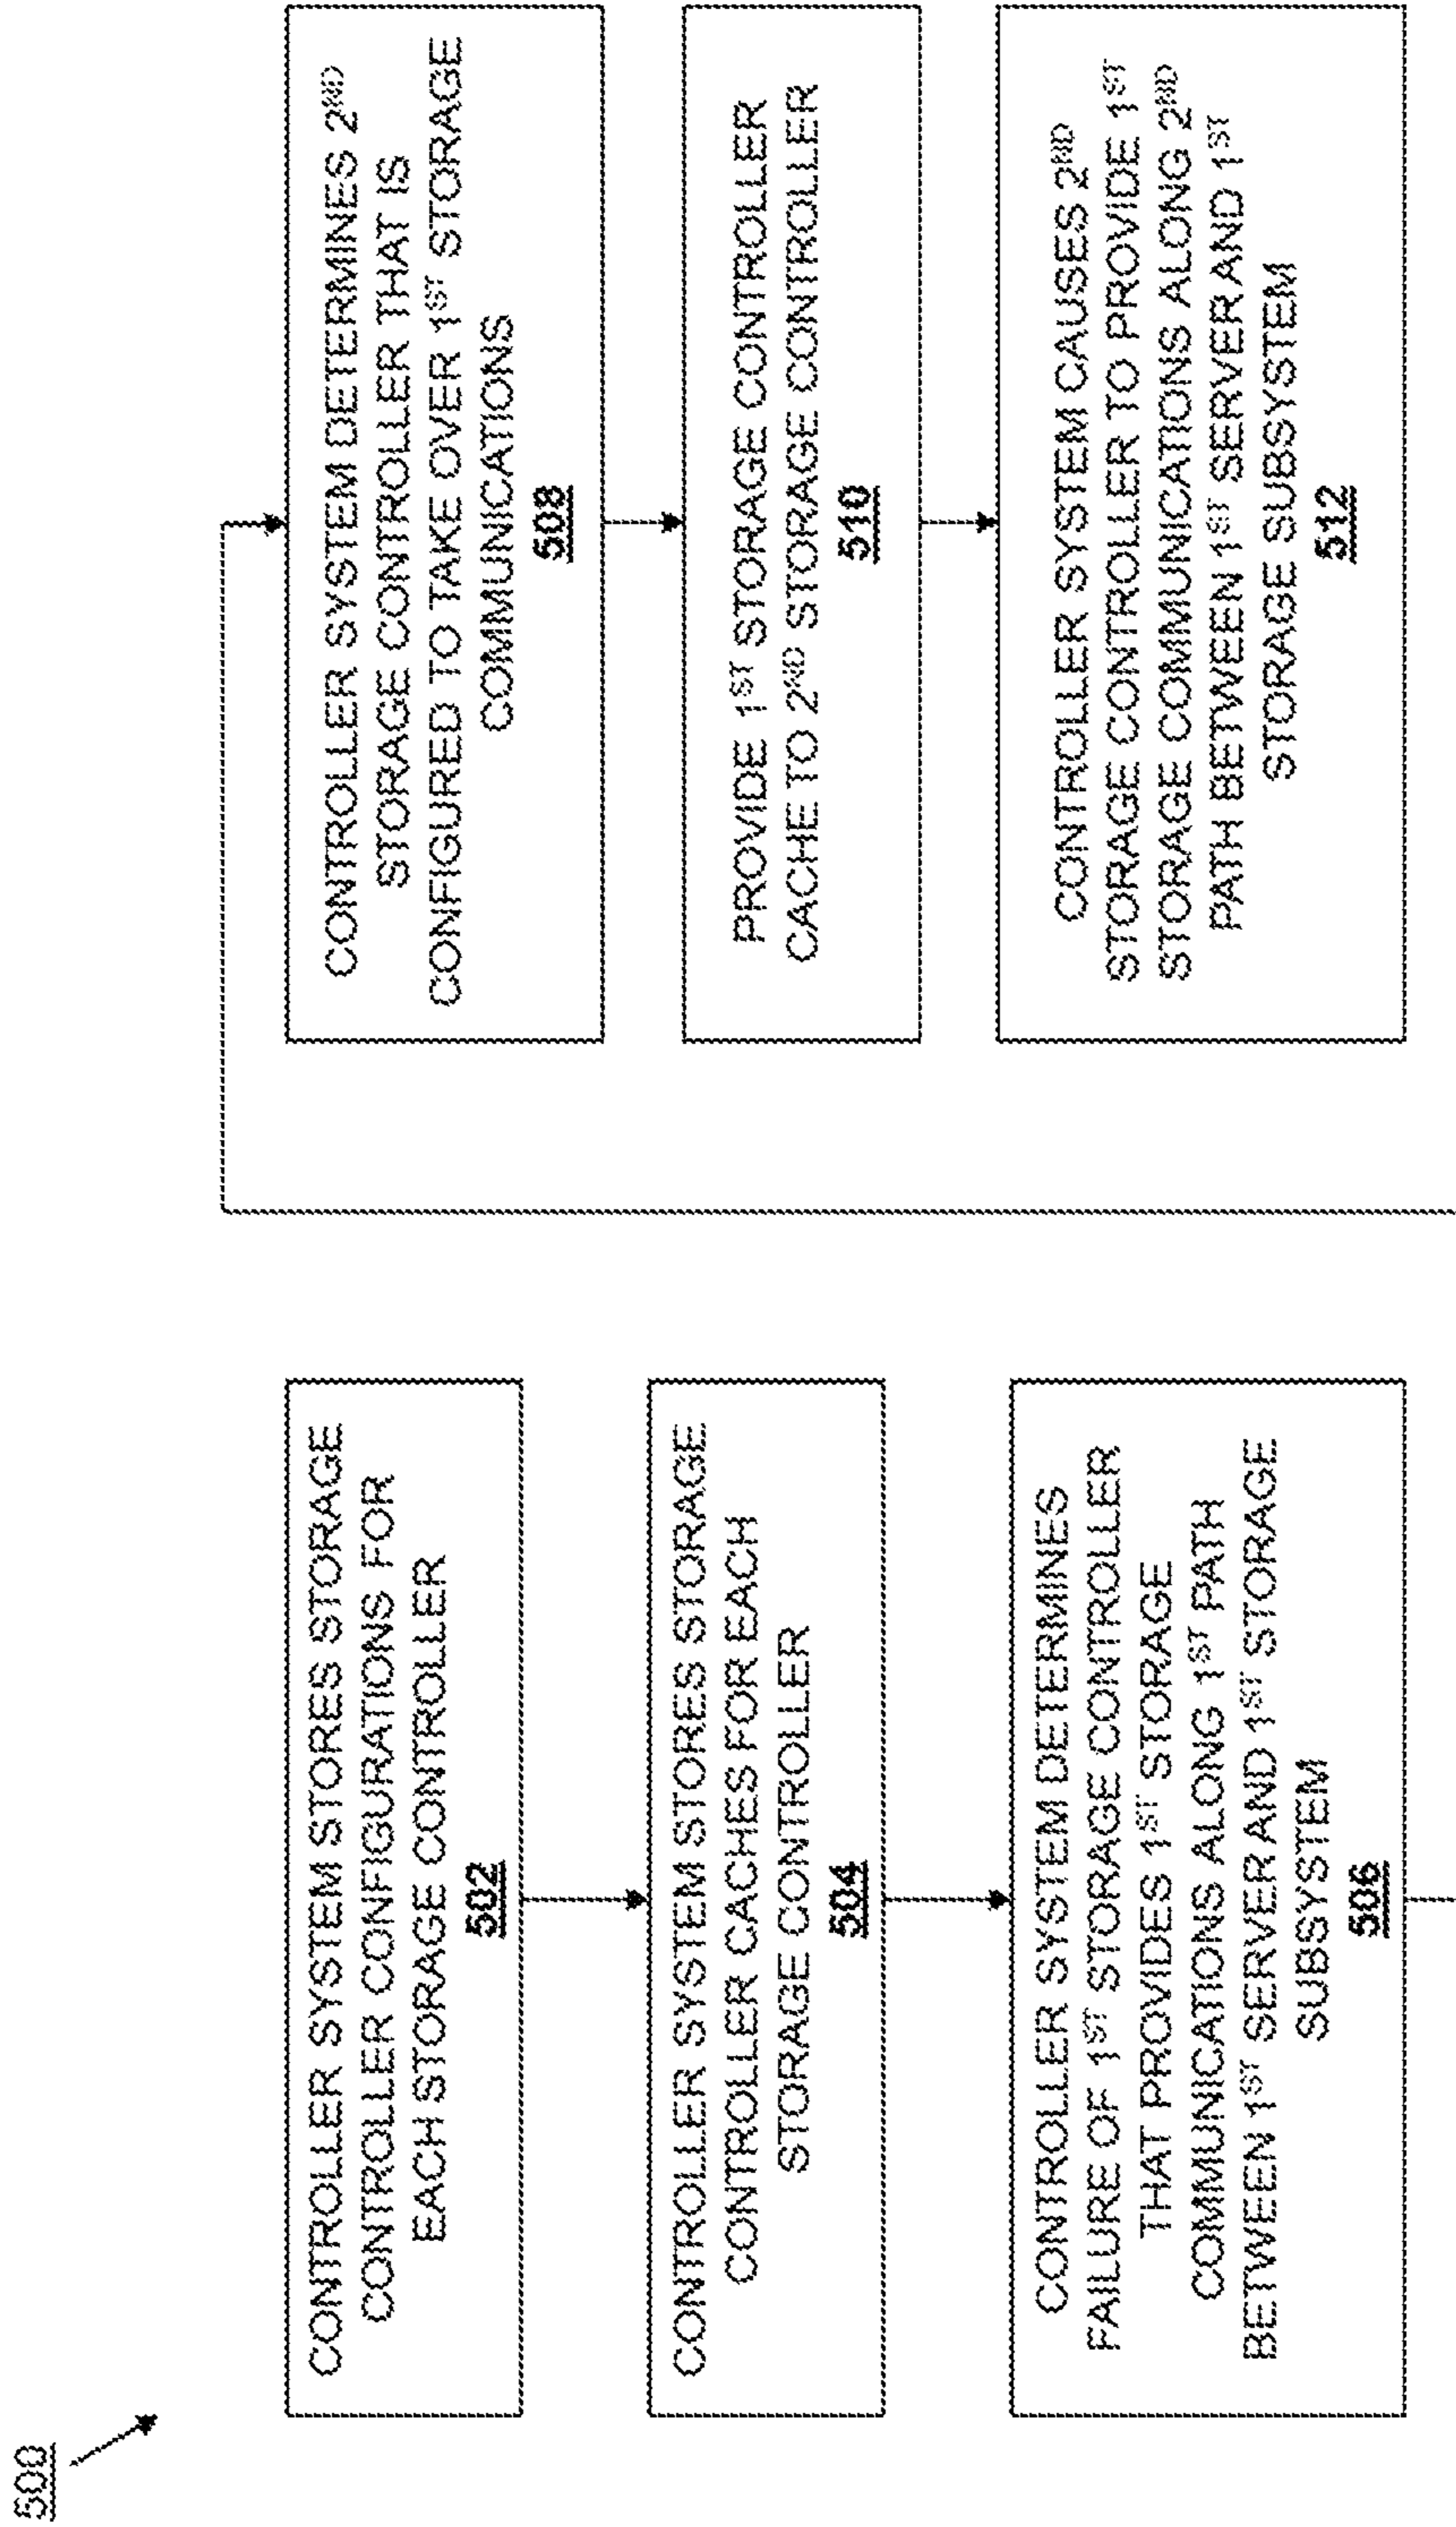 500
CONTROLLER SYSTEM STORES STORAGE
CONTROLLER CONFIGURATIONS FOR
EACH STORAGE CONTROLLER
502
CONTROLLER SYSTEM STORES STORAGE
CONTROLLER CACHES FOR EACH
STORAGE CONTROLLER
504
CONTROLLER SYSTEM DETERMINES
FAILURE OF 1ST STORAGE CONTROLLER
THAT PROVIDES 1ST STORAGE
COMMUNICATIONS ALONG 1ST PATH
BETWEEN 1ST SERVER AND 1ST STORAGE
SUBSYSTEM
506
CONTROLLER SYSTEM DETERMINES 2ND
STORAGE CONTROLLER THAT IS
CONFIGURED TO TAKE OVER 1ST STORAGE
COMMUNICATIONS
508
PROVIDE 1ST STORAGE CONTROLLER
CACHE TO 2ND STORAGE CONTROLLER
510
CONTROLLER SYSTEM CAUSES 2ND
STORAGE CONTROLLER TO PROVIDE 1ST
STORAGE COMMUNICATIONS ALONG 2ND
PATH BETWEEN 1ST SERVER AND 1ST
STORAGE SUBSYSTEM
512